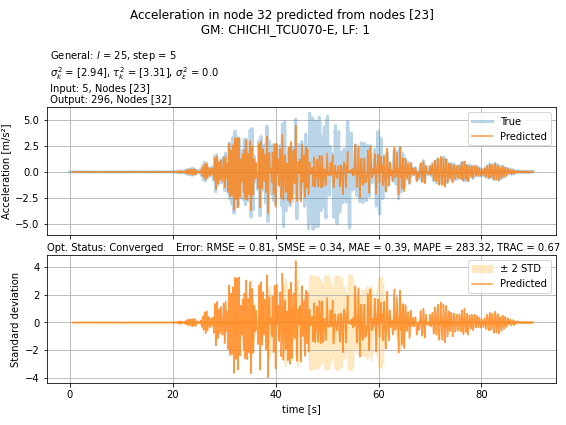 Acceleration in node 32 predicted from nodes [23]
GM: CHICHI_TCU070-E, LF: 1
General: l = 25, step = 5
σ²ₖ = [2.94], τ²ₖ = [3.31], σ²ε = 0.0
Input: 5, Nodes [23]
Output: 296, Nodes [32]
Acceleration [m/s²]
5.0
2.5
0.0
−2.5
−5.0
True
Predicted
Opt. Status: Converged Error: RMSE = 0.81, SMSE = 0.34, MAE = 0.39, MAPE = 283.32, TRAC = 0.67
Standard deviation
4
2
0
−2
−4
± 2 STD
Predicted
0 20 40 60 80
time [s]